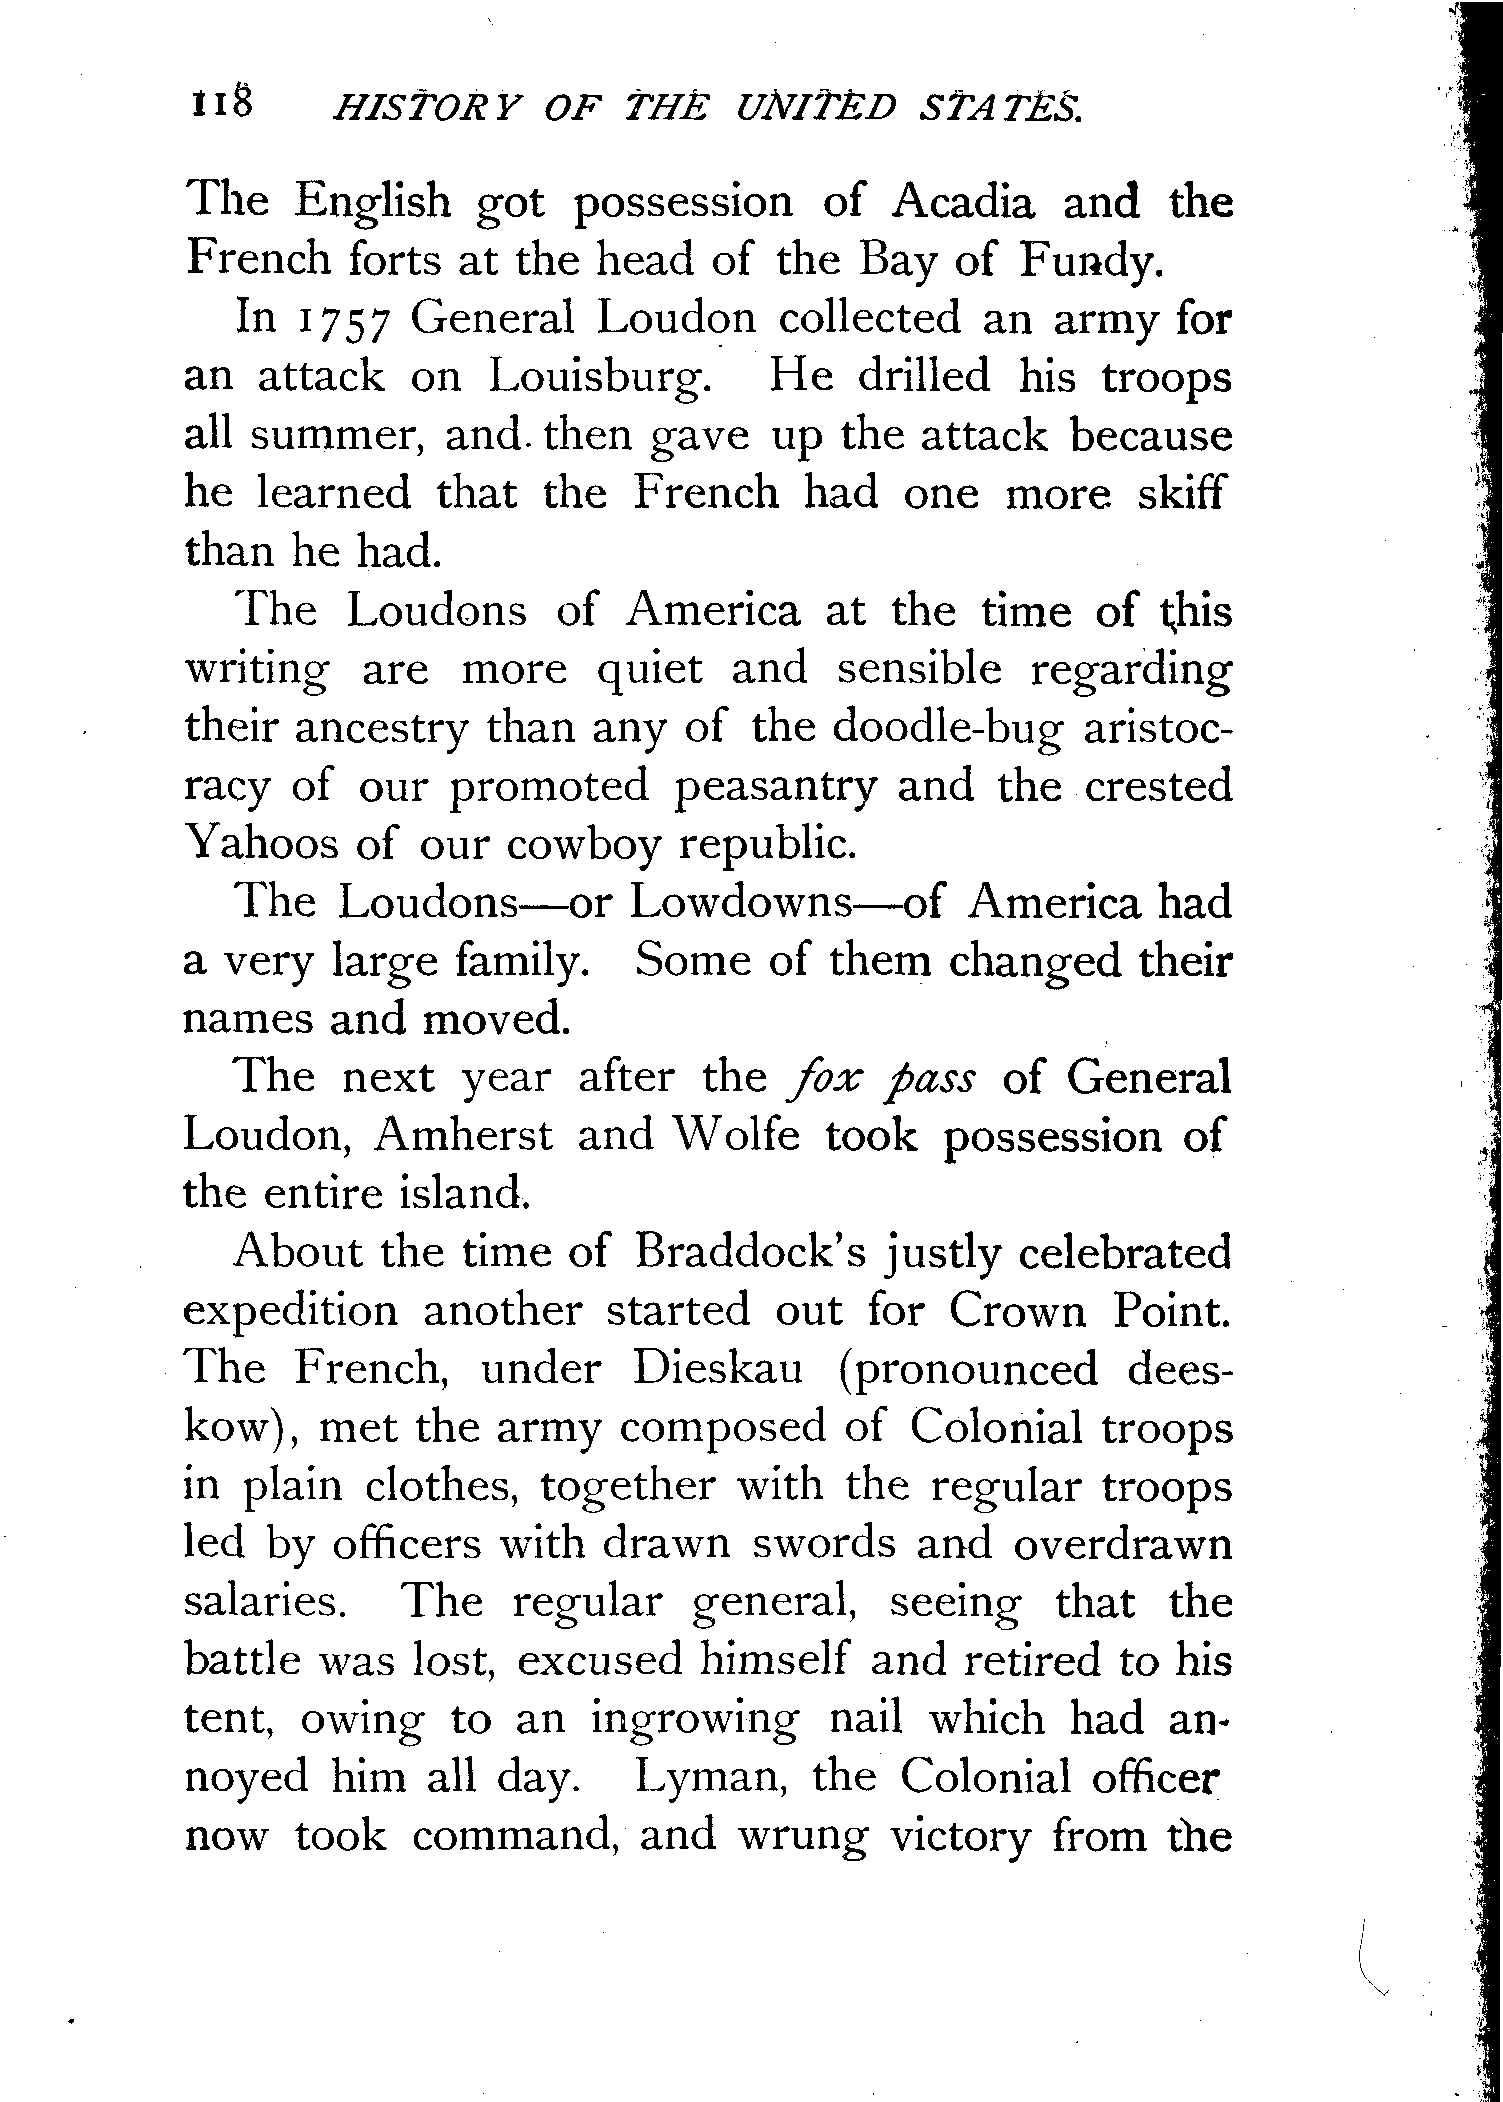 118 HISTORY OF THE UNITED STATES.
The English got possession of Acadia and the
French forts at the head of the Bay of Fundy.
In 1757 General Loudon collected an army for
an attack on Louisburg. He drilled his troops
all summer, and then gave up the attack because
he learned that the French had one more skiff
than he had.
The Loudons of America at the time of this
writing are more quiet and sensible regarding
their ancestry than any of the doodle-bug aristoc-
racy of our promoted peasantry and the crested
Yahoos of our cowboy republic.
The Loudons—or Lowdowns—of America had
a very large family. Some of them changed their
names and moved.
The next year after the fox pass of General
Loudon, Amherst and Wolfe took possession of
the entire island.
About the time of Braddock's justly celebrated
expedition another started out for Crown Point.
The French, under Dieskau (pronounced dees-
kow), met the army composed of Colonial troops
in plain clothes, together with the regular troops
led by officers with drawn swords and overdrawn
salaries. The regular general, seeing that the
battle was lost, excused himself and retired to his
tent, owing to an ingrowing nail which had an-
noyed him all day. Lyman, the Colonial officer
now took command, and wrung victory from the